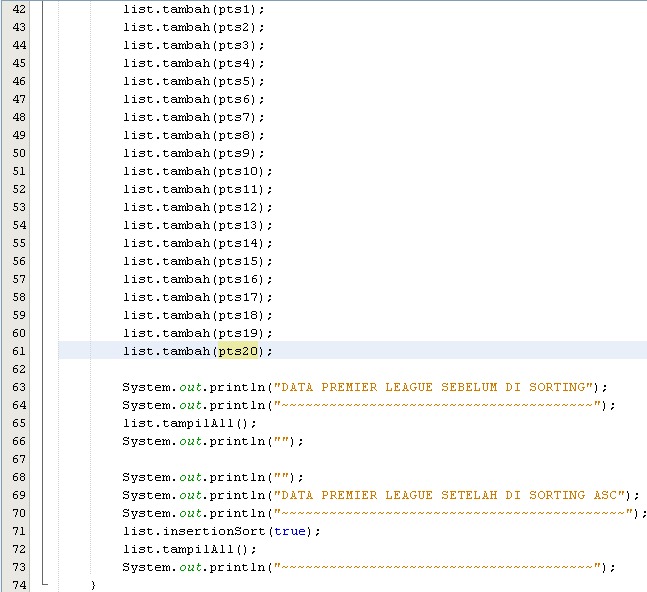 42 list.tambah(pts1);
43 list.tambah(pts2);
44 list.tambah(pts3);
45 list.tambah(pts4);
46 list.tambah(pts5);
47 list.tambah(pts6);
48 list.tambah(pts7);
49 list.tambah(pts8);
50 list.tambah(pts9);
51 list.tambah(pts10);
52 list.tambah(pts11);
53 list.tambah(pts12);
54 list.tambah(pts13);
55 list.tambah(pts14);
56 list.tambah(pts15);
57 list.tambah(pts16);
58 list.tambah(pts17);
59 list.tambah(pts18);
60 list.tambah(pts19);
61 list.tambah(pts20);
62
63 System.out.println("DATA PREMIER LEAGUE SEBELUM DI SORTING");
64 System.out.println("~~~~~~~~~~~~~~~~~~~~~~~~~~~~~~~~~~~~~~~");
65 list.tampilAll();
66 System.out.println("");
67
68 System.out.println("");
69 System.out.println("DATA PREMIER LEAGUE SETELAH DI SORTING ASC");
70 System.out.println("~~~~~~~~~~~~~~~~~~~~~~~~~~~~~~~~~~~~~~~~~~~");
71 list.insertionSort(true);
72 list.tampilAll();
73 System.out.println("~~~~~~~~~~~~~~~~~~~~~~~~~~~~~~~~~~~~~~~");
74 }